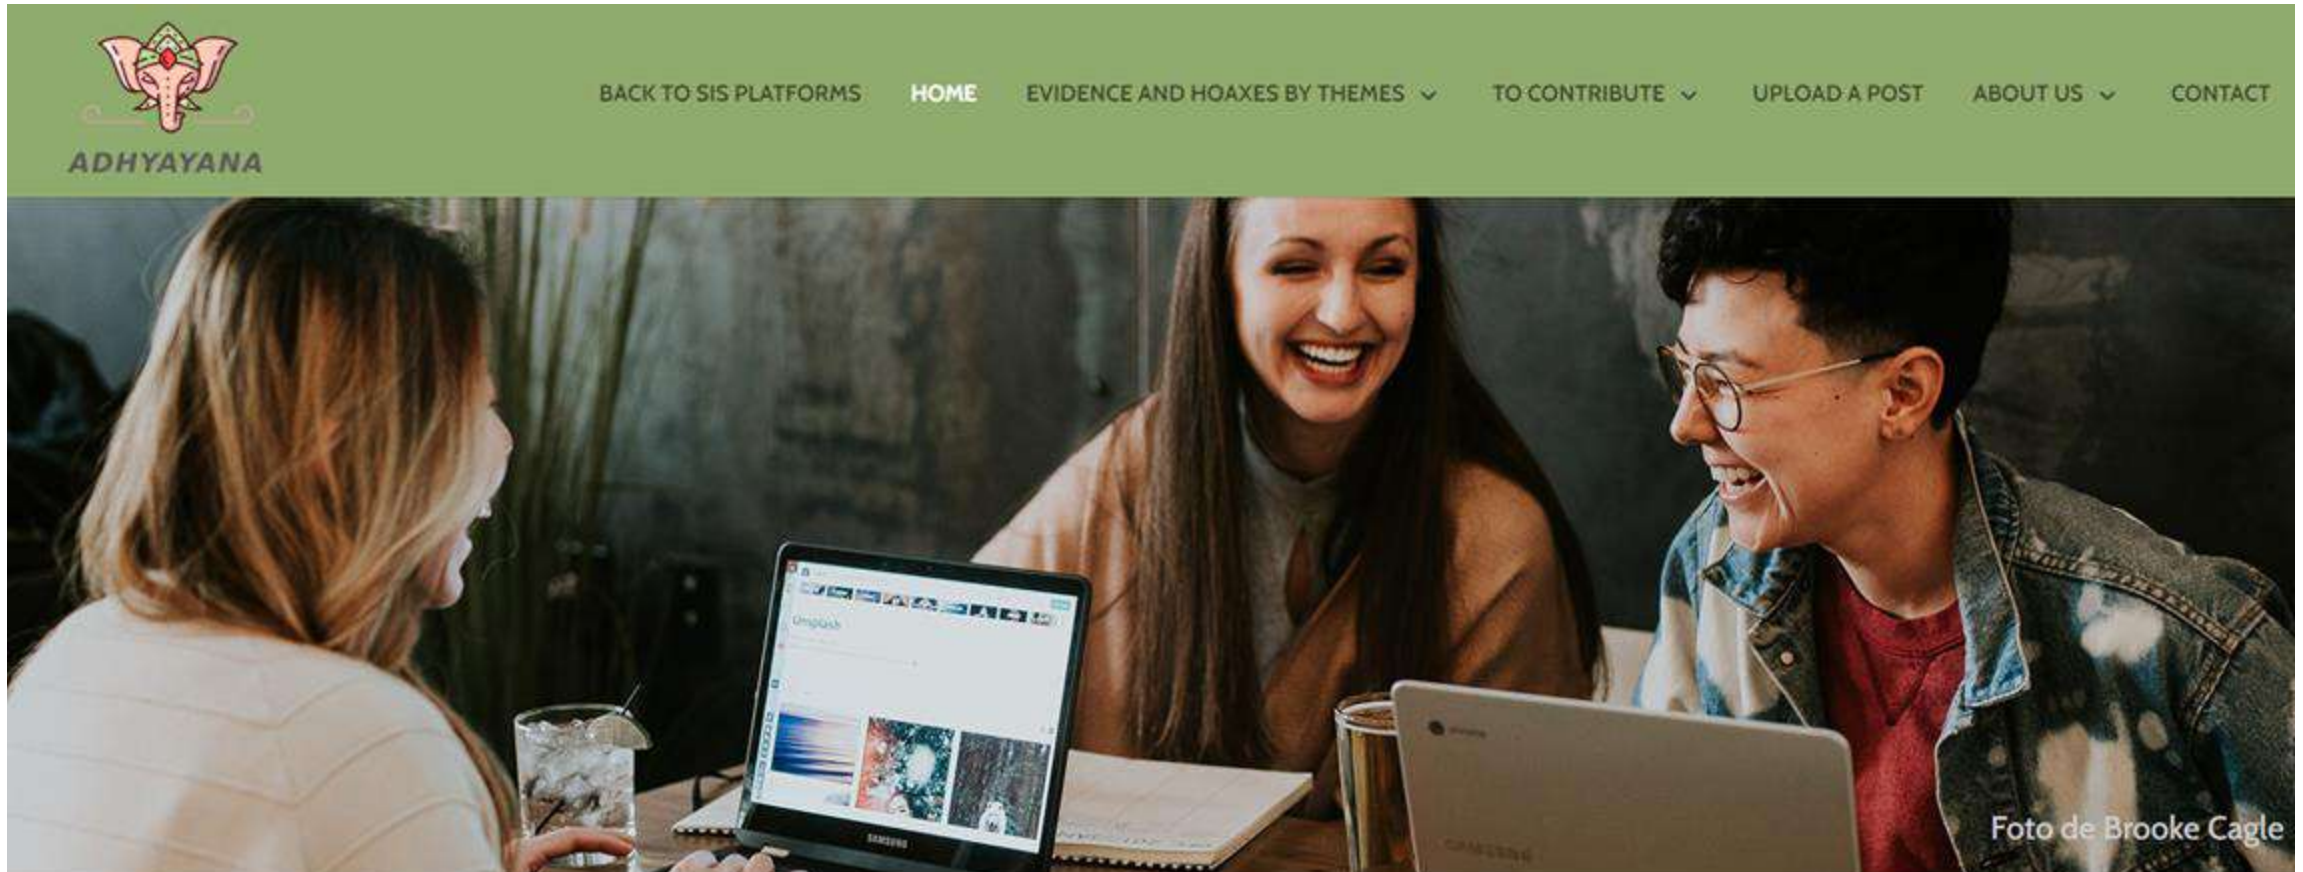 BACK TO SIS PLATFORMS HOME EVIDENCE AND HOAXES BY THEMES TO CONTRIBUTE UPLOAD A POST ABOUT US CONTACT
ADHYAYANA
Unsplash
SAMSUNG
SAMSUNG
Foto de Brooke Cagle